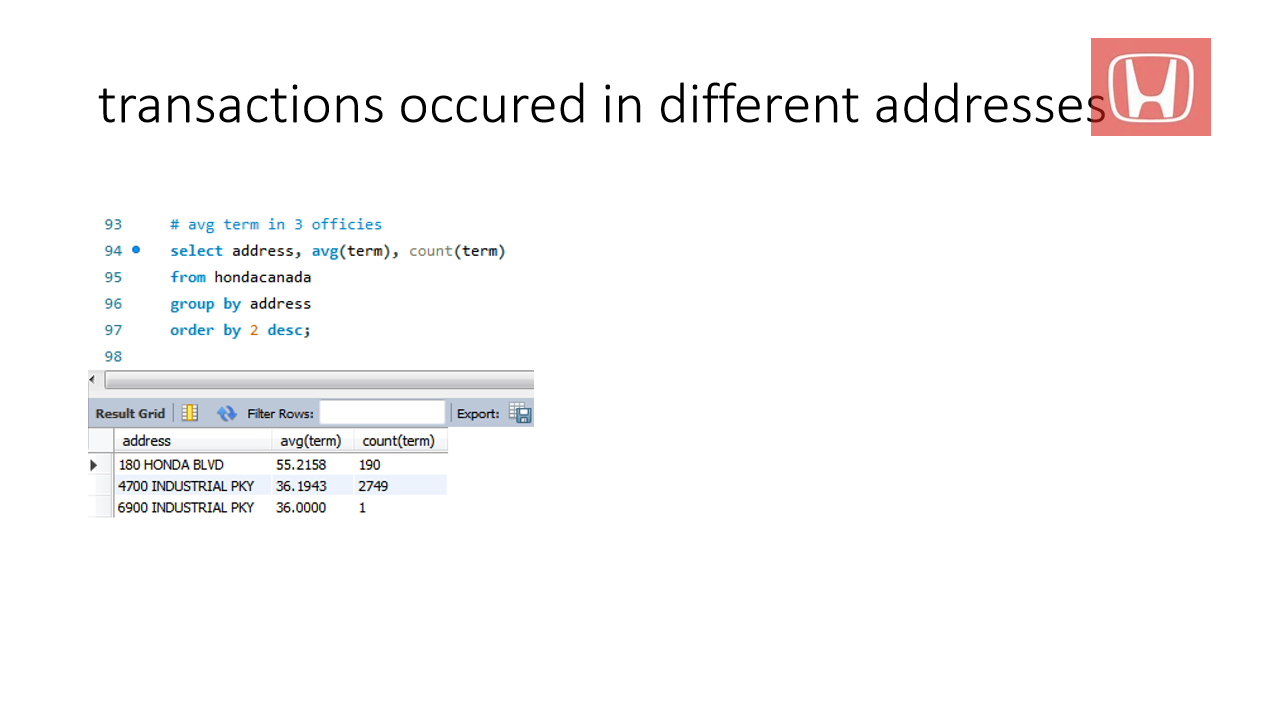 transactions occured in different addresses
93 # avg term in 3 officies
94 select address, avg(term), count(term)
95 from hondacanada
96 group by address
97 order by 2 desc;
98
Result Grid Filter Rows: Export:
address avg(term) count(term)
180 HONDA BLVD 55.2158 190
4700 INDUSTRIAL PKY 36.1943 2749
6900 INDUSTRIAL PKY 36.0000 1